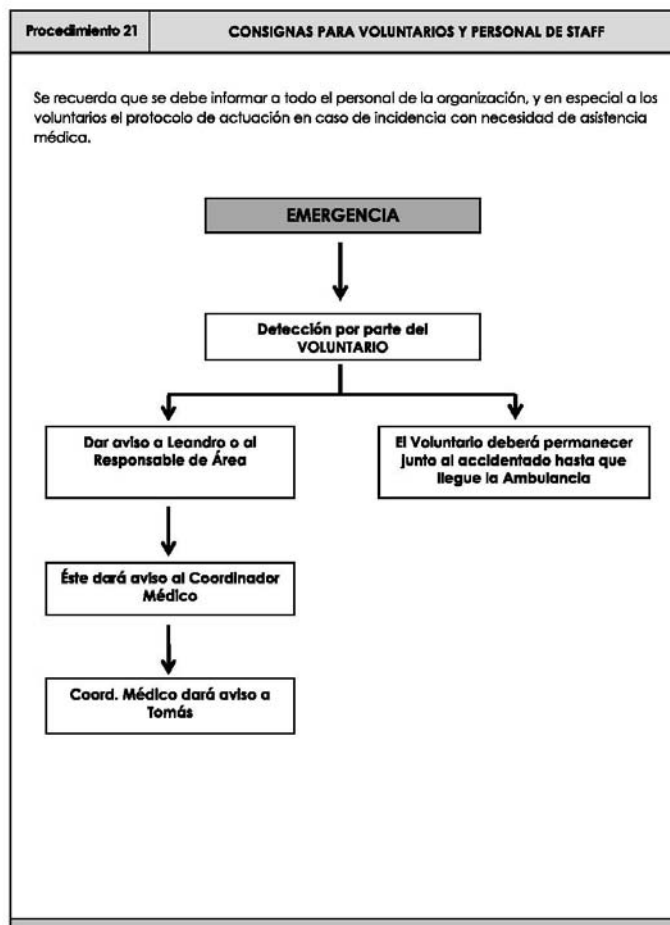 Procedimiento 21
CONSIGNAS PARA VOLUNTARIOS Y PERSONAL DE STAFF
Se recuerda que se debe informar a todo el personal de la organización, y en especial a los
voluntarios el protocolo de actuación en caso de incidencia con necesidad de asistencia
médica.
EMERGENCIA
Detección por parte del
VOLUNTARIO
Dar aviso a Leandro o al
Responsable de Área
El Voluntario deberá permanecer
junto al accidentado hasta que
llegue la Ambulancia
Éste dará aviso al Coordinador
Médico
Coord. Médico dará aviso a
Tomás